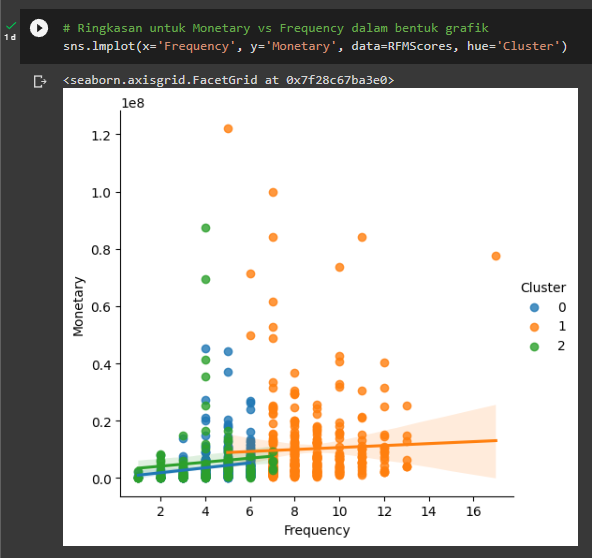 # Ringkasan untuk Monetary vs Frequency dalam bentuk grafik
1 d
sns.lmplot(x='Frequency', y='Monetary', data=RFMScores, hue='Cluster')
<seaborn.axisgrid.FacetGrid at 0x7f28c67ba3e0>
1e8
1.2
1.0
0.8
0.6
0.4
0.2
0.0
Monetary
2 4 6 8 10 12 14 16
Frequency
Cluster
0
1
2